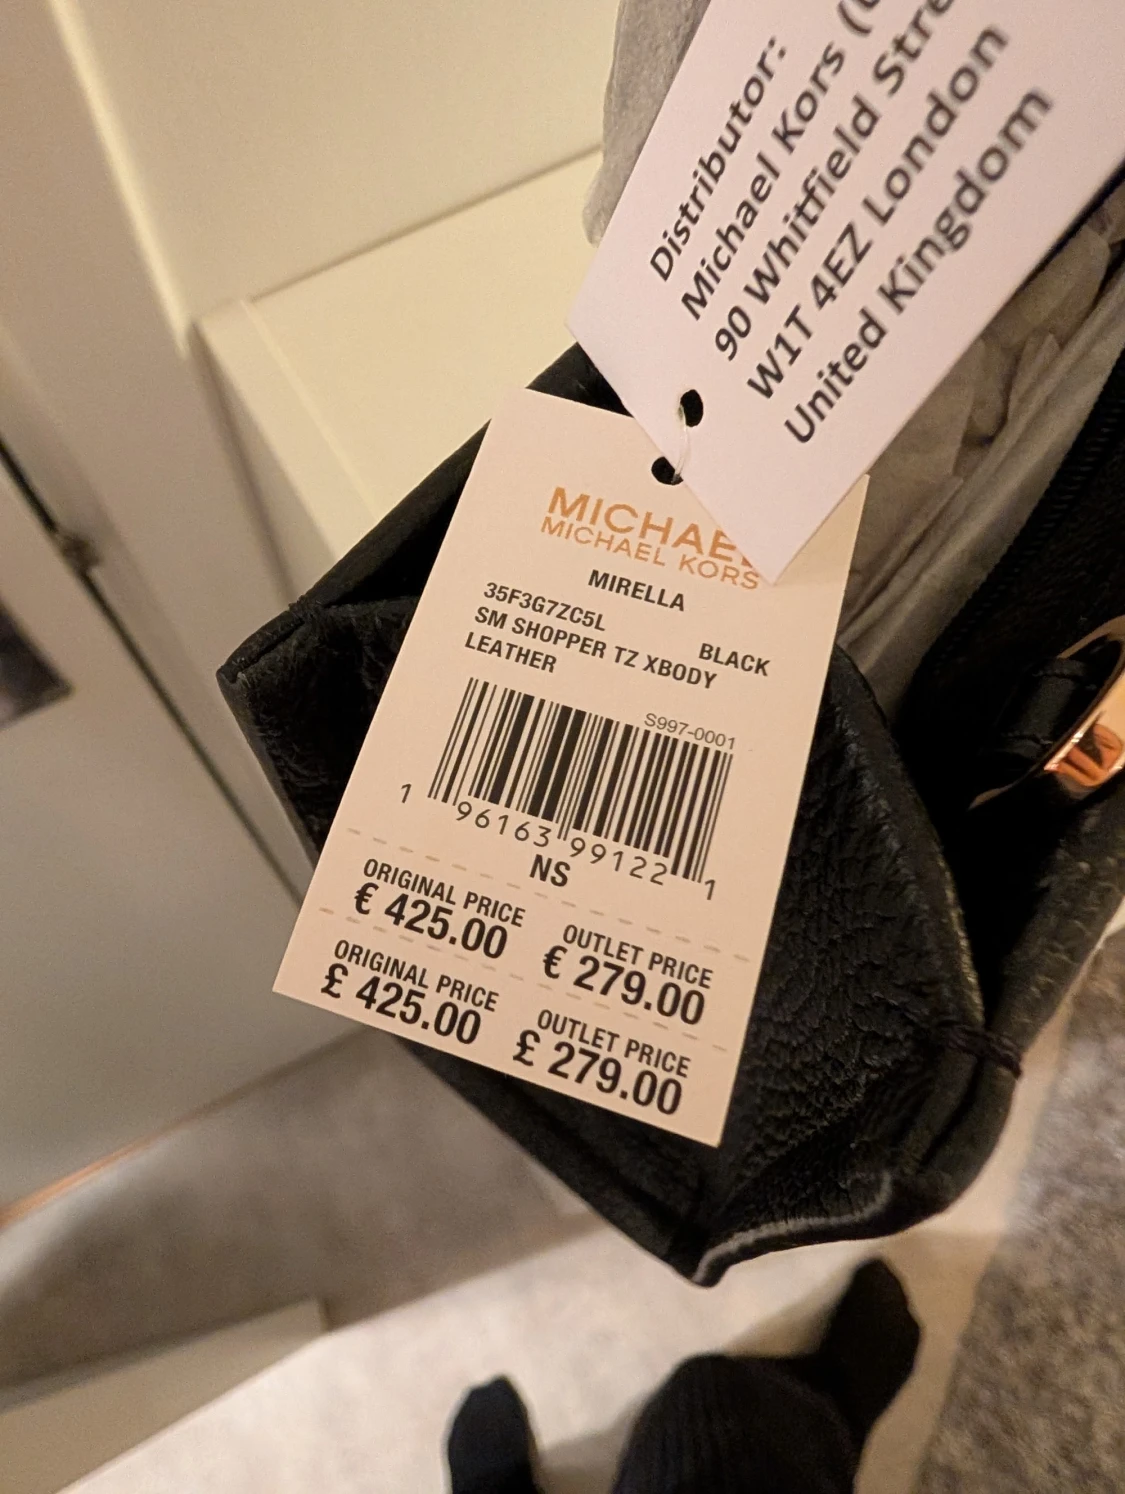 Distributor:
Michael Kors
90 Whitfield
W1T 4EZ London
United Kingdom
MICHAEL
MICHAEL KORS
MIRELLA
35F3G7ZC5L BLACK
SM SHOPPER TZ XBODY
LEATHER
S997-0001
1 96163 99122 1
NS
ORIGINAL PRICE OUTLET PRICE
€ 425.00 € 279.00
ORIGINAL PRICE OUTLET PRICE
£ 425.00 £ 279.00